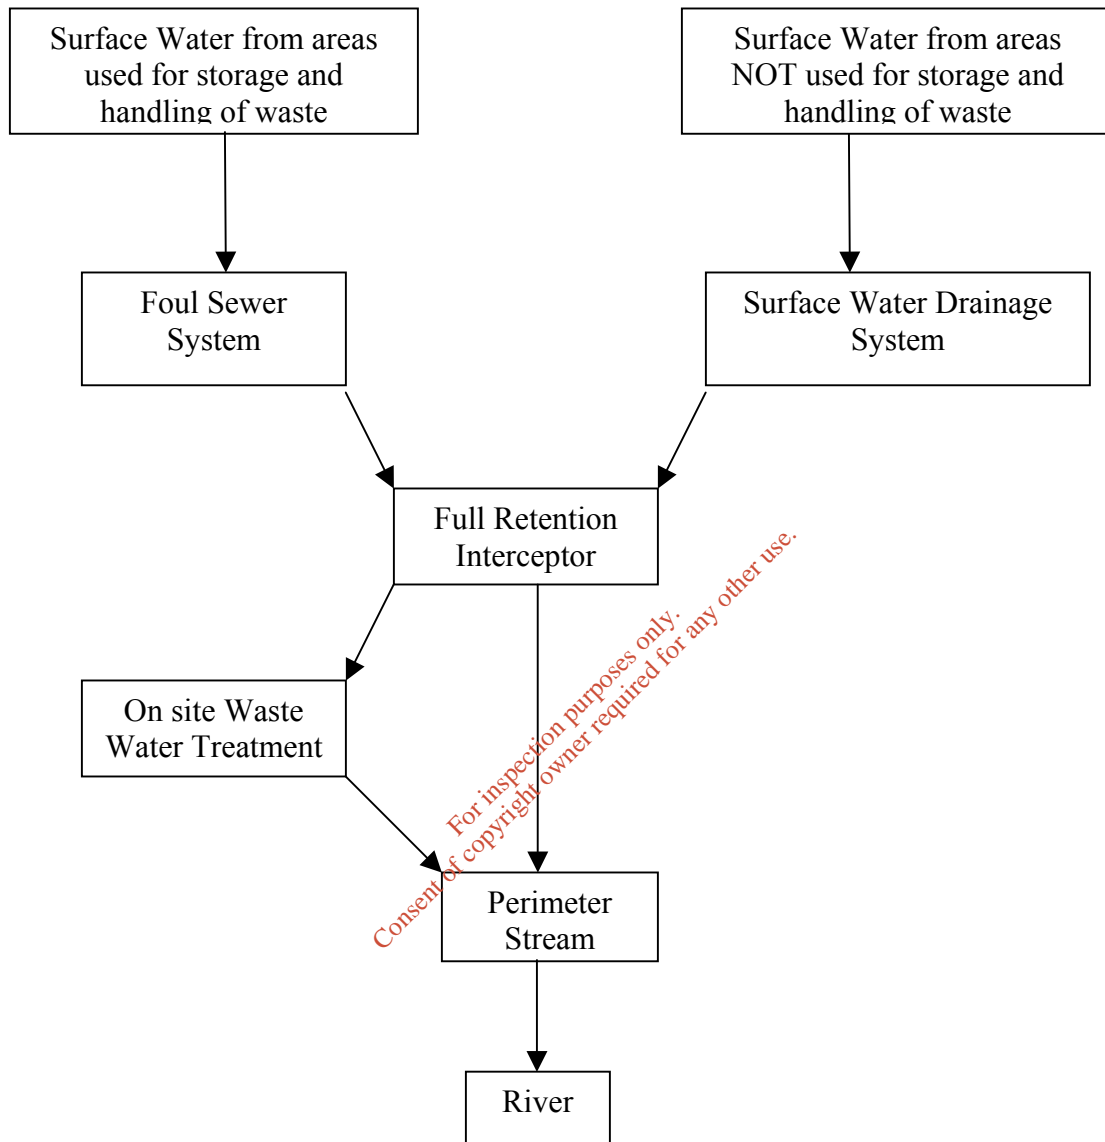 Surface Water from areas
used for storage and
handling of waste
Surface Water from areas
NOT used for storage and
handling of waste
Foul Sewer
System
Surface Water Drainage
System
Full Retention
Interceptor
On site Waste
Water Treatment
For inspection purposes only.
Consent of copyright owner required for any other use.
Perimeter
Stream
River